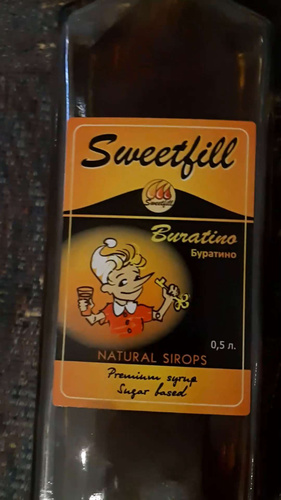 Sweetfill
Buratino
Буратино
0,5 л.
NATURAL SIROPS
Premium syrup
Sugar based